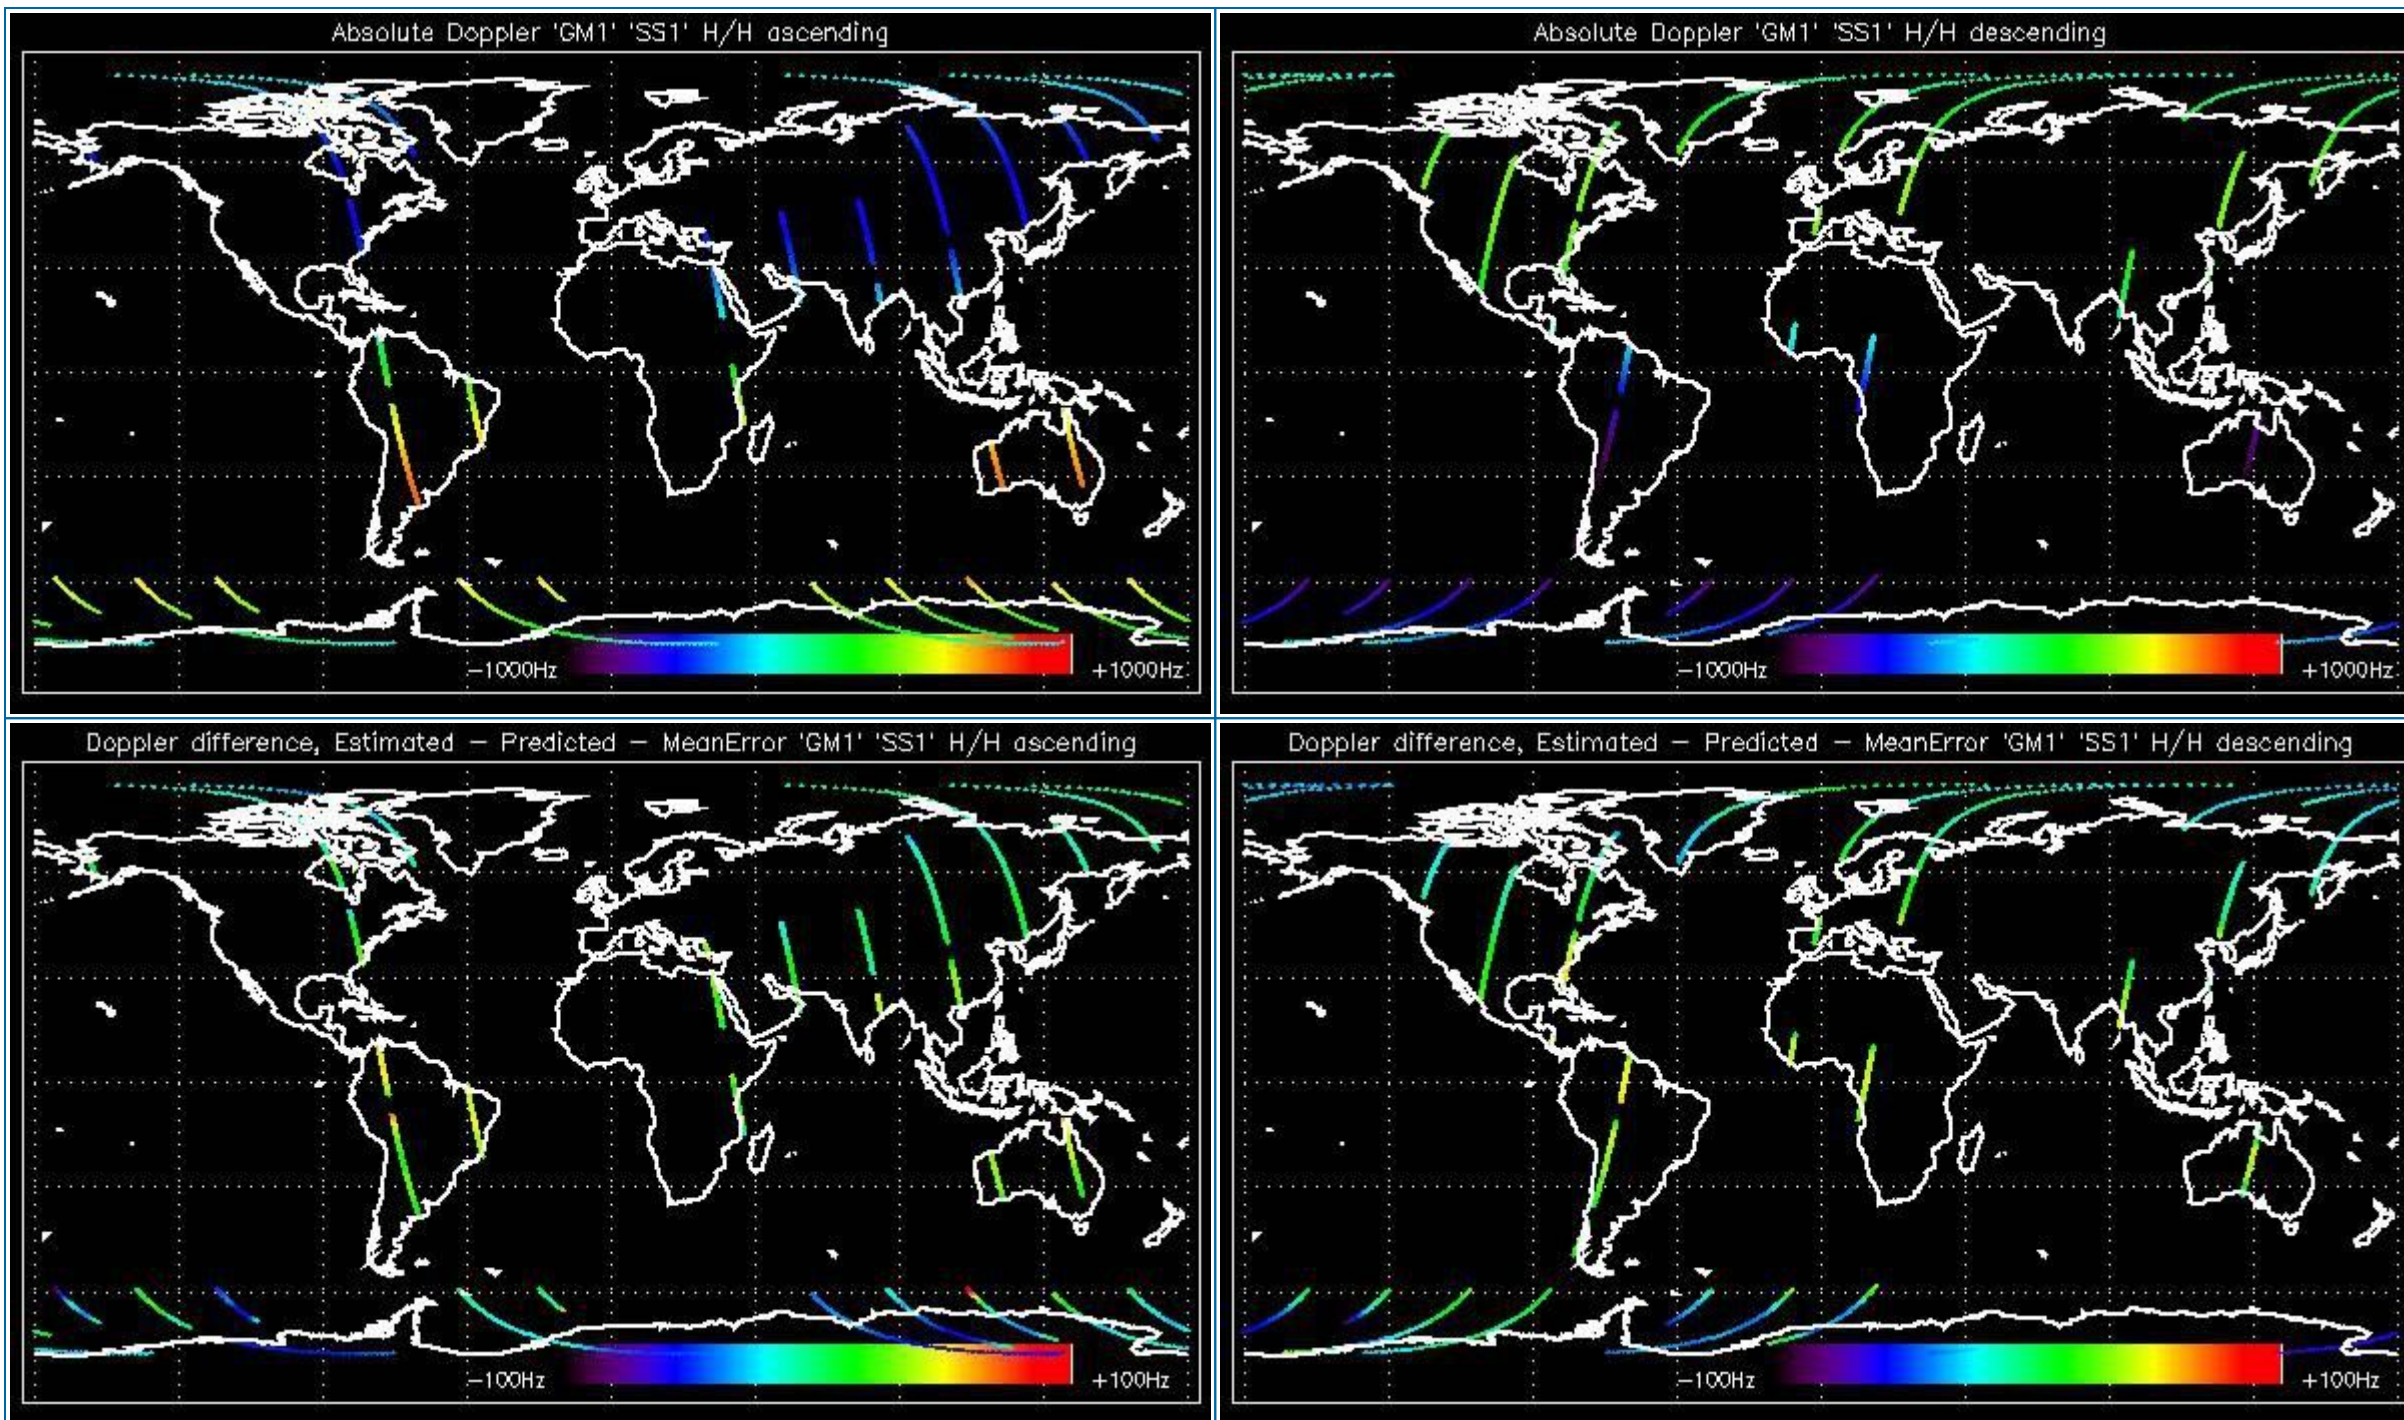 Absolute Doppler 'GM1' 'SS1' H/H ascending
-1000Hz
+1000Hz
Absolute Doppler 'GM1' 'SS1' H/H descending
-1000Hz
+1000Hz
Doppler difference, Estimated - Predicted - MeanError 'GM1' 'SS1' H/H ascending
-100Hz
+100Hz
Doppler difference, Estimated - Predicted - MeanError 'GM1' 'SS1' H/H descending
-100Hz
+100Hz